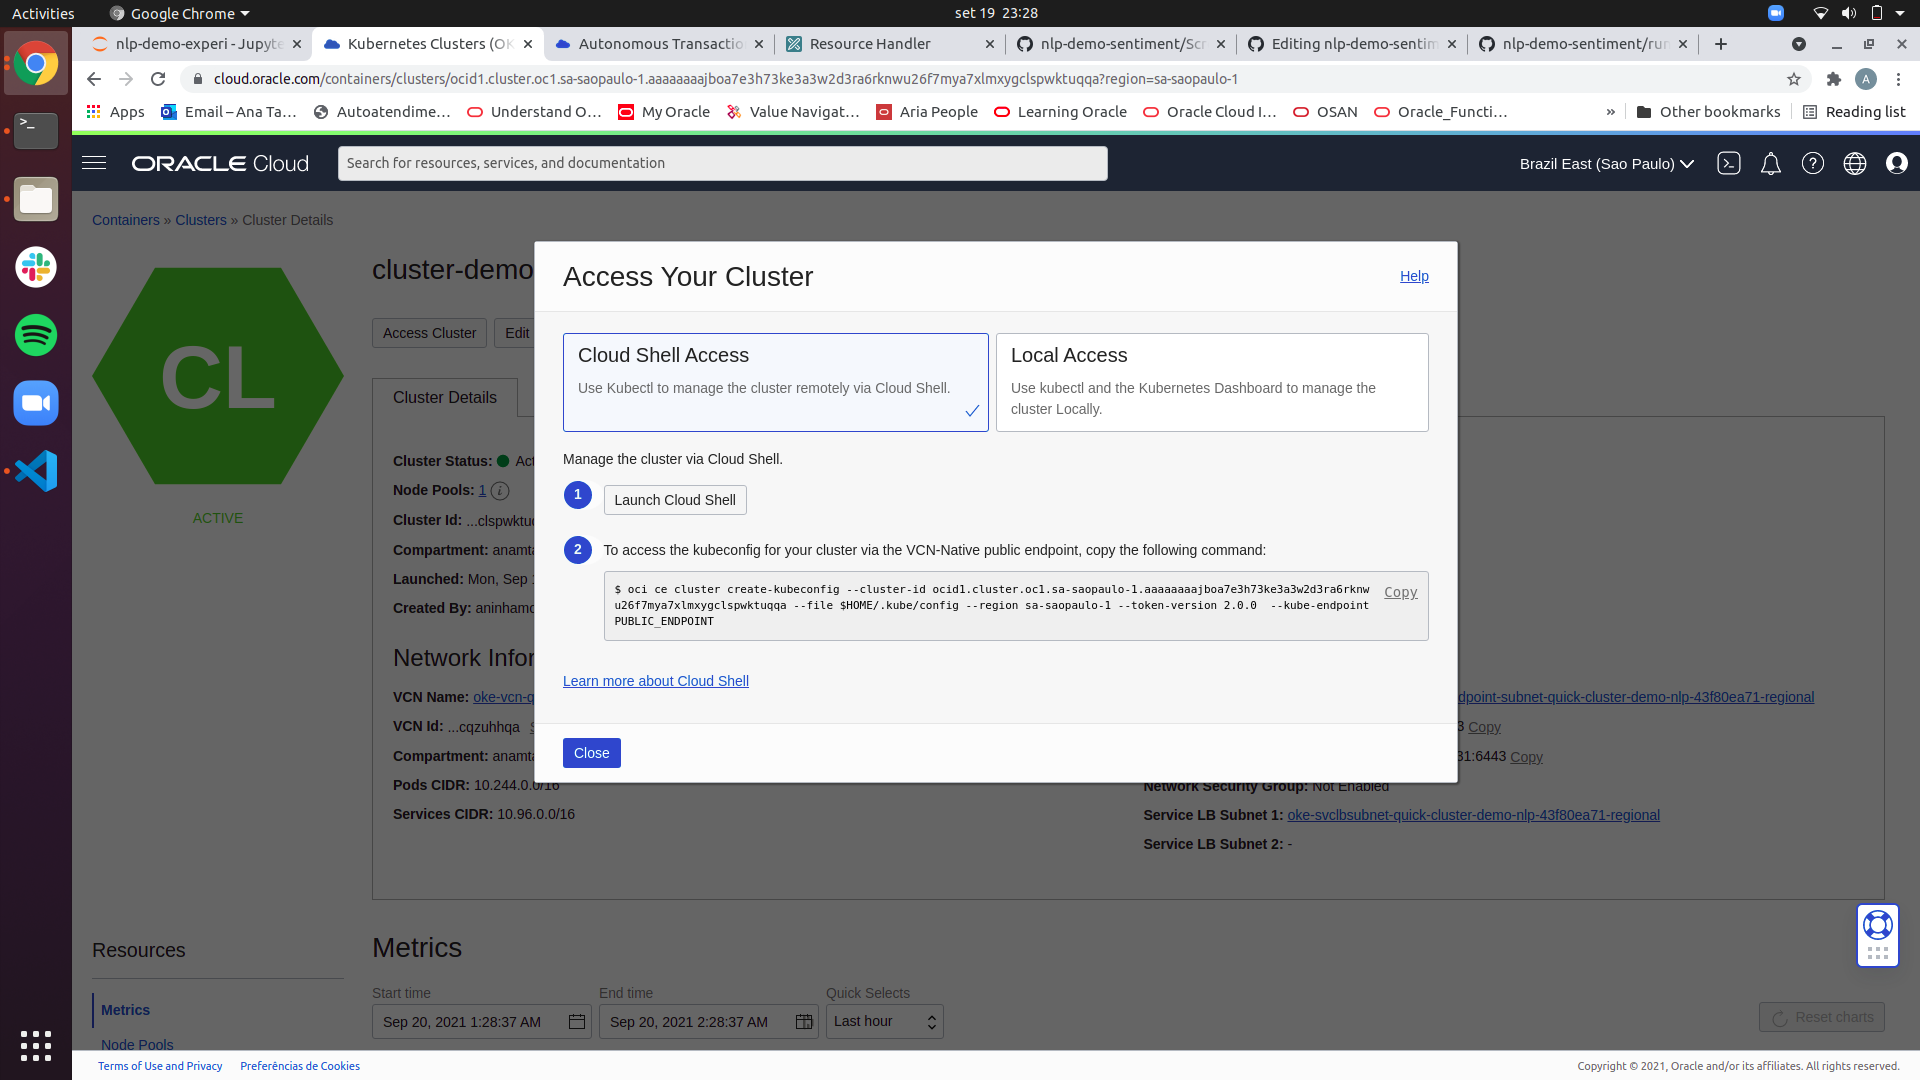 Activities
Google Chrome
set 19 23:28
nlp-demo-experi - Jupyte
Kubernetes Clusters (OK
Autonomous Transactio
Resource Handler
nlp-demo-sentiment/Scr
Editing nlp-demo-sentim
nlp-demo-sentiment/run
cloud.oracle.com/containers/clusters/ocid1.cluster.oc1.sa-saopaulo-1.aaaaaaaajboa7e3h73ke3a3w2d3ra6rknwu26f7mya7xlmxygclspwktuqqa?region=sa-saopaulo-1
A
Apps
Email – Ana Ta…
Autoatendime…
Understand O…
My Oracle
Value Navigat…
Aria People
Learning Oracle
Oracle Cloud I…
OSAN
Oracle_Functi…
»
Other bookmarks
Reading list
ORACLE Cloud
Search for resources, services, and documentation
Brazil East (Sao Paulo)
Containers » Clusters » Cluster Details
CL
ACTIVE
cluster-demo
Access Cluster
Edit
Cluster Details
Cluster Status: Act
Node Pools: 1
Cluster Id: ...clspwktuq
Compartment: anamta
Launched: Mon, Sep
Created By: aninhamo
Network Infor
VCN Name: oke-vcn-q
VCN Id: ...cqzuhhqa
Compartment: anamta
Pods CIDR: 10.244.0.0/16
Services CIDR: 10.96.0.0/16
Access Your Cluster
Help
Cloud Shell Access
Use Kubectl to manage the cluster remotely via Cloud Shell.
Local Access
Use kubectl and the Kubernetes Dashboard to manage the
cluster Locally.
Manage the cluster via Cloud Shell.
1
Launch Cloud Shell
2
To access the kubeconfig for your cluster via the VCN-Native public endpoint, copy the following command:
$ oci ce cluster create-kubeconfig --cluster-id ocid1.cluster.oc1.sa-saopaulo-1.aaaaaaaajboa7e3h73ke3a3w2d3ra6rknw
u26f7mya7xlmxygclspwktuqqa --file $HOME/.kube/config --region sa-saopaulo-1 --token-version 2.0.0 --kube-endpoint
PUBLIC_ENDPOINT
Copy
Learn more about Cloud Shell
Close
dpoint-subnet-quick-cluster-demo-nlp-43f80ea71-regional
3 Copy
31:6443 Copy
Network Security Group: Not Enabled
Service LB Subnet 1: oke-svclbsubnet-quick-cluster-demo-nlp-43f80ea71-regional
Service LB Subnet 2: -
Resources
Metrics
Node Pools
Metrics
Start time
End time
Quick Selects
Sep 20, 2021 1:28:37 AM
Sep 20, 2021 2:28:37 AM
Last hour
Reset charts
Terms of Use and Privacy
Preferências de Cookies
Copyright © 2021, Oracle and/or its affiliates. All rights reserved.